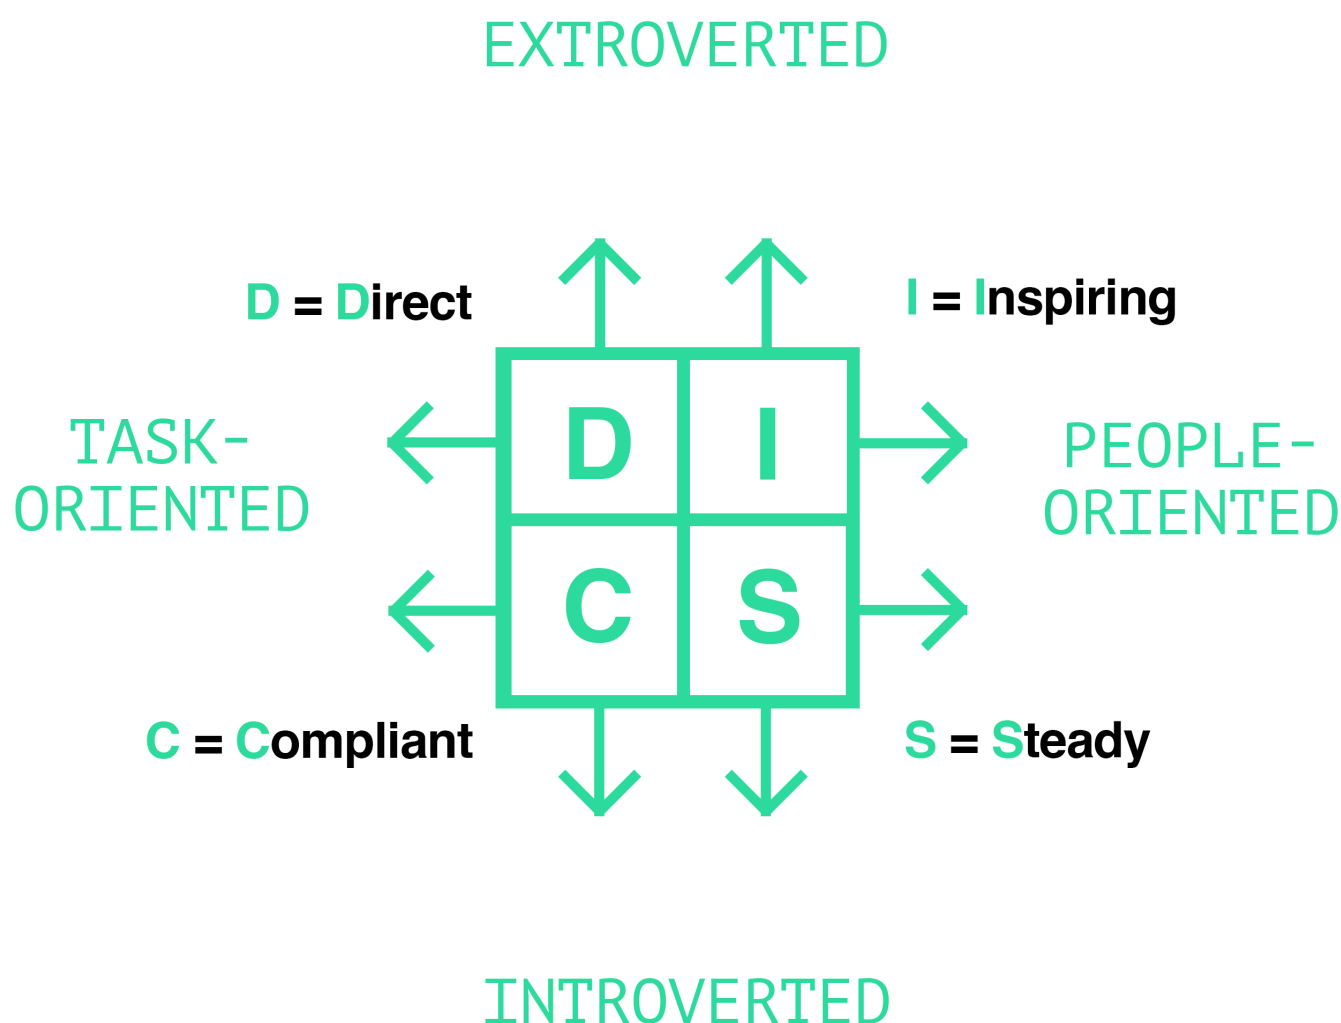 EXTROVERTED
D = Direct
I = Inspiring
TASK-
ORIENTED
D
I
PEOPLE-
ORIENTED
C
S
C = Compliant
S = Steady
INTROVERTED